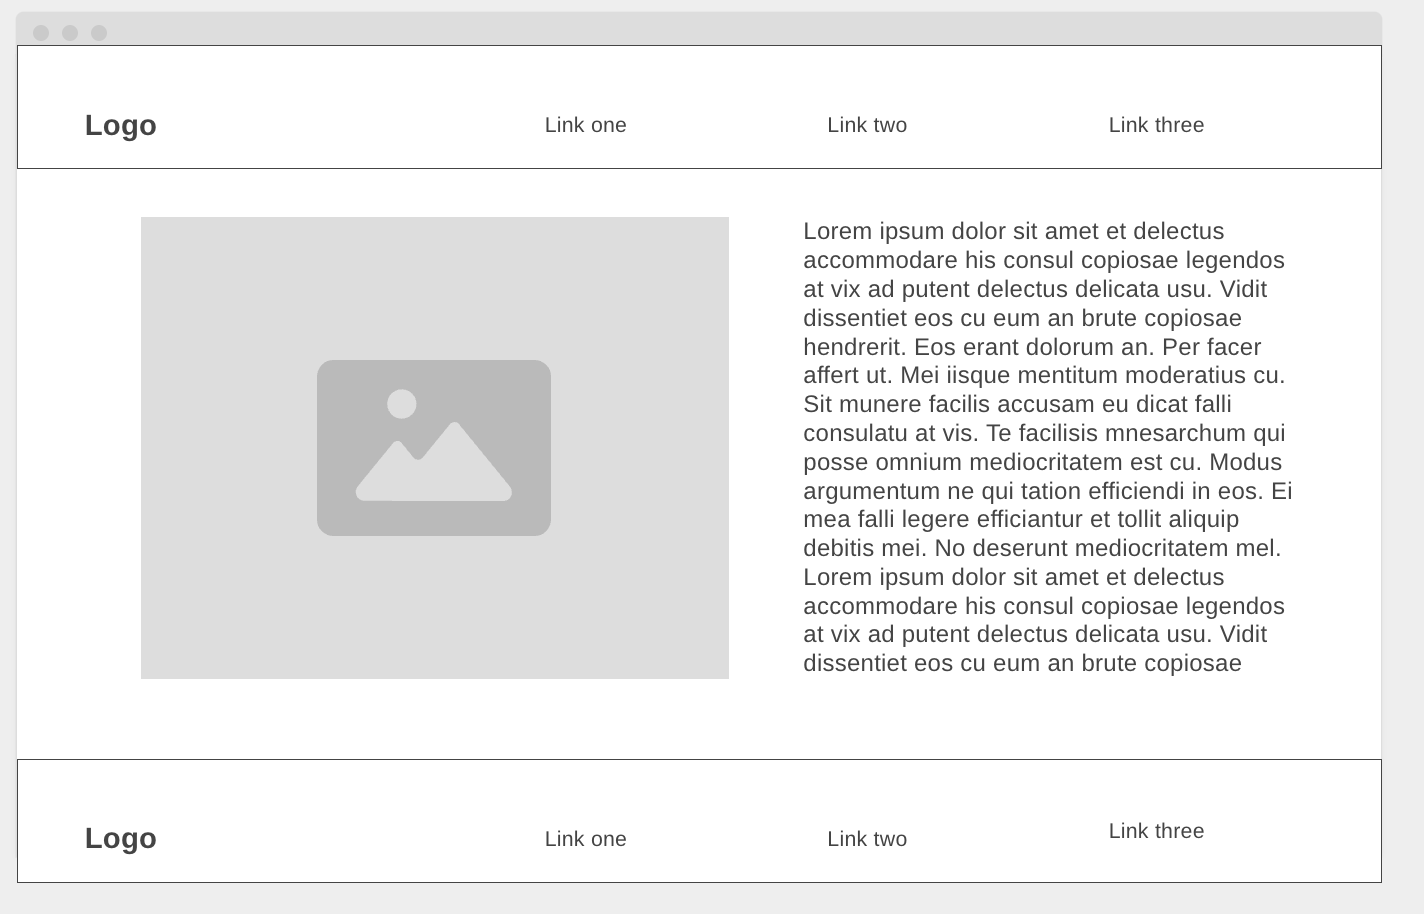 Logo
Link one
Link two
Link three
Lorem ipsum dolor sit amet et delectus
accommodare his consul copiosae legendos
at vix ad putent delectus delicata usu. Vidit
dissentiet eos cu eum an brute copiosae
hendrerit. Eos erant dolorum an. Per facer
affert ut. Mei iisque mentitum moderatius cu.
Sit munere facilis accusam eu dicat falli
consulatu at vis. Te facilisis mnesarchum qui
posse omnium mediocritatem est cu. Modus
argumentum ne qui tation efficiendi in eos. Ei
mea falli legere efficiantur et tollit aliquip
debitis mei. No deserunt mediocritatem mel.
Lorem ipsum dolor sit amet et delectus
accommodare his consul copiosae legendos
at vix ad putent delectus delicata usu. Vidit
dissentiet eos cu eum an brute copiosae
Logo
Link one
Link two
Link three